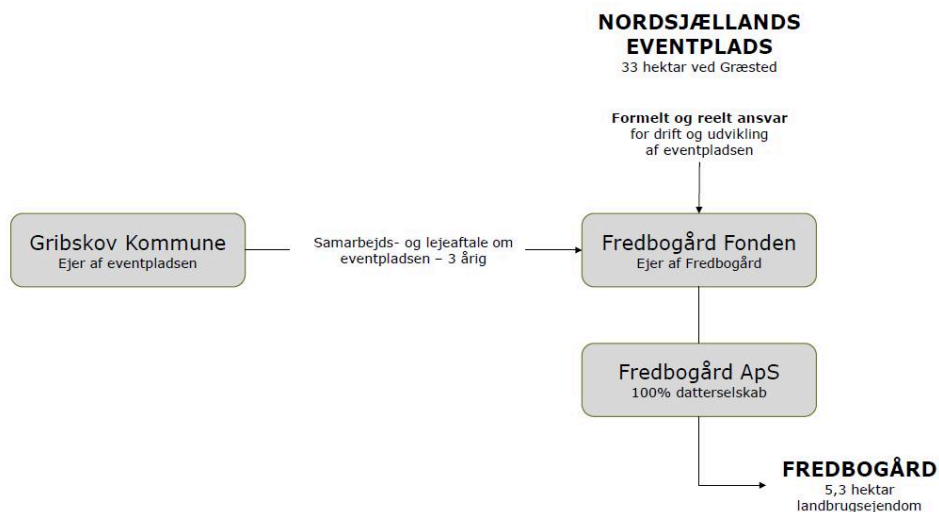 NORDSJÆLLANDS
EVENTPLADS
33 hektar ved Græsted
Formelt og reelt ansvar
for drift og udvikling
af eventpladsen
Gribskov Kommune
Ejer af eventpladsen
Samarbejds- og lejeaftale om
eventpladsen – 3 årig
Fredbogård Fonden
Ejer af Fredbogård
Fredbogård ApS
100% datterselskab
FREDBOGÅRD
5,3 hektar
landbrugsejendom